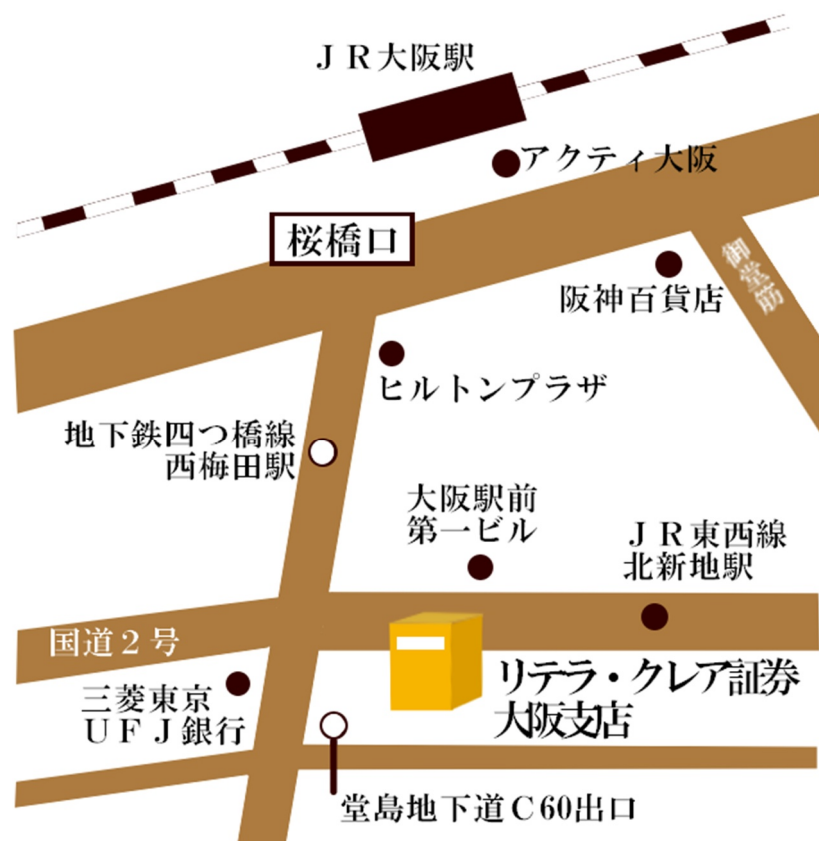 ＪＲ大阪駅
アクティ大阪
桜橋口
御堂筋
阪神百貨店
ヒルトンプラザ
地下鉄四つ橋線
西梅田駅
大阪駅前
第一ビル
ＪＲ東西線
北新地駅
国道２号
リテラ・クレア証券
大阪支店
三菱東京
ＵＦＪ銀行
堂島地下道Ｃ60出口